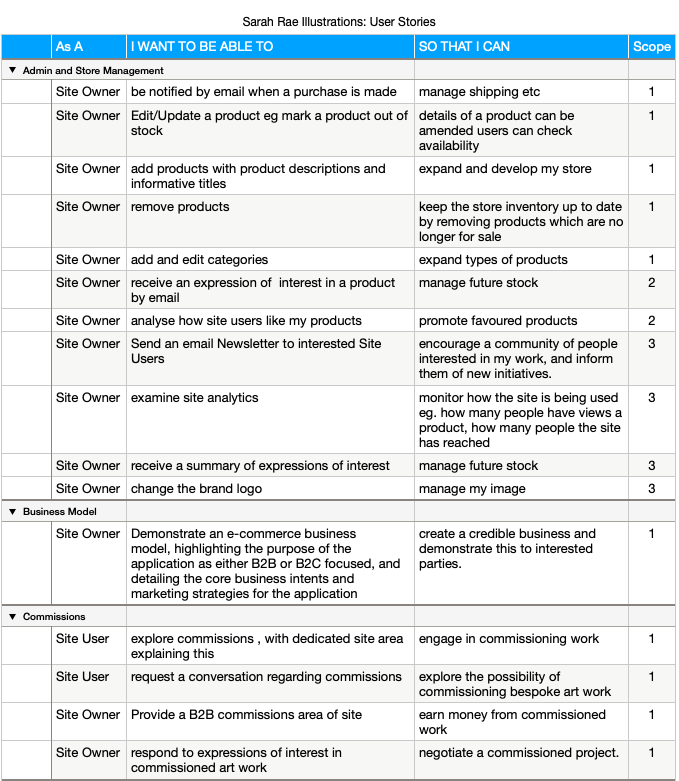 Sarah Rae Illustrations: User Stories
As A I WANT TO BE ABLE TO SO THAT I CAN Scope
▼ Admin and Store Management
Site Owner be notified by email when a purchase is made manage shipping etc 1
Site Owner Edit/Update a product eg mark a product out of details of a product can be 1
stock amended users can check
availability
Site Owner add products with product descriptions and expand and develop my store 1
informative titles
Site Owner remove products keep the store inventory up to date 1
by removing products which are no
longer for sale
Site Owner add and edit categories expand types of products 1
Site Owner receive an expression of  interest in a product manage future stock 2
by email
Site Owner analyse how site users like my products promote favoured products 2
Site Owner Send an email Newsletter to interested Site encourage a community of people 3
Users interested in my work, and inform
them of new initiatives.
Site Owner examine site analytics monitor how the site is being used 3
eg. how many people have views a
product, how many people the site
has reached
Site Owner receive a summary of expressions of interest manage future stock 3
Site Owner change the brand logo manage my image 3
▼ Business Model
Site Owner Demonstrate an e-commerce business create a credible business and 1
model, highlighting the purpose of the demonstrate this to interested
application as either B2B or B2C focused, and parties.
detailing the core business intents and
marketing strategies for the application
▼ Commissions
Site User explore commissions , with dedicated site area engage in commissioning work 1
explaining this
Site User request a conversation regarding commissions explore the possibility of 1
commissioning bespoke art work
Site Owner Provide a B2B commissions area of site earn money from commissioned 1
work
Site Owner respond to expressions of interest in negotiate a commissioned project. 1
commissioned art work